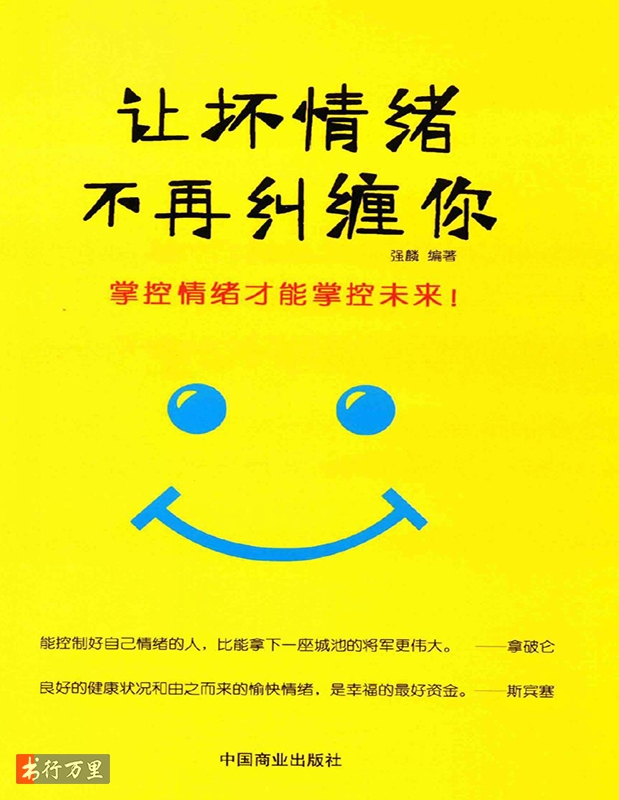 让坏情绪
不再纠缠你
强麟 编著
掌控情绪才能掌控未来！
能控制好自己情绪的人，比能拿下一座城池的将军更伟大。 ——拿破仑
良好的健康状况和由之而来的愉快情绪，是幸福的最好资金。——斯宾塞
中国商业出版社
书行万里